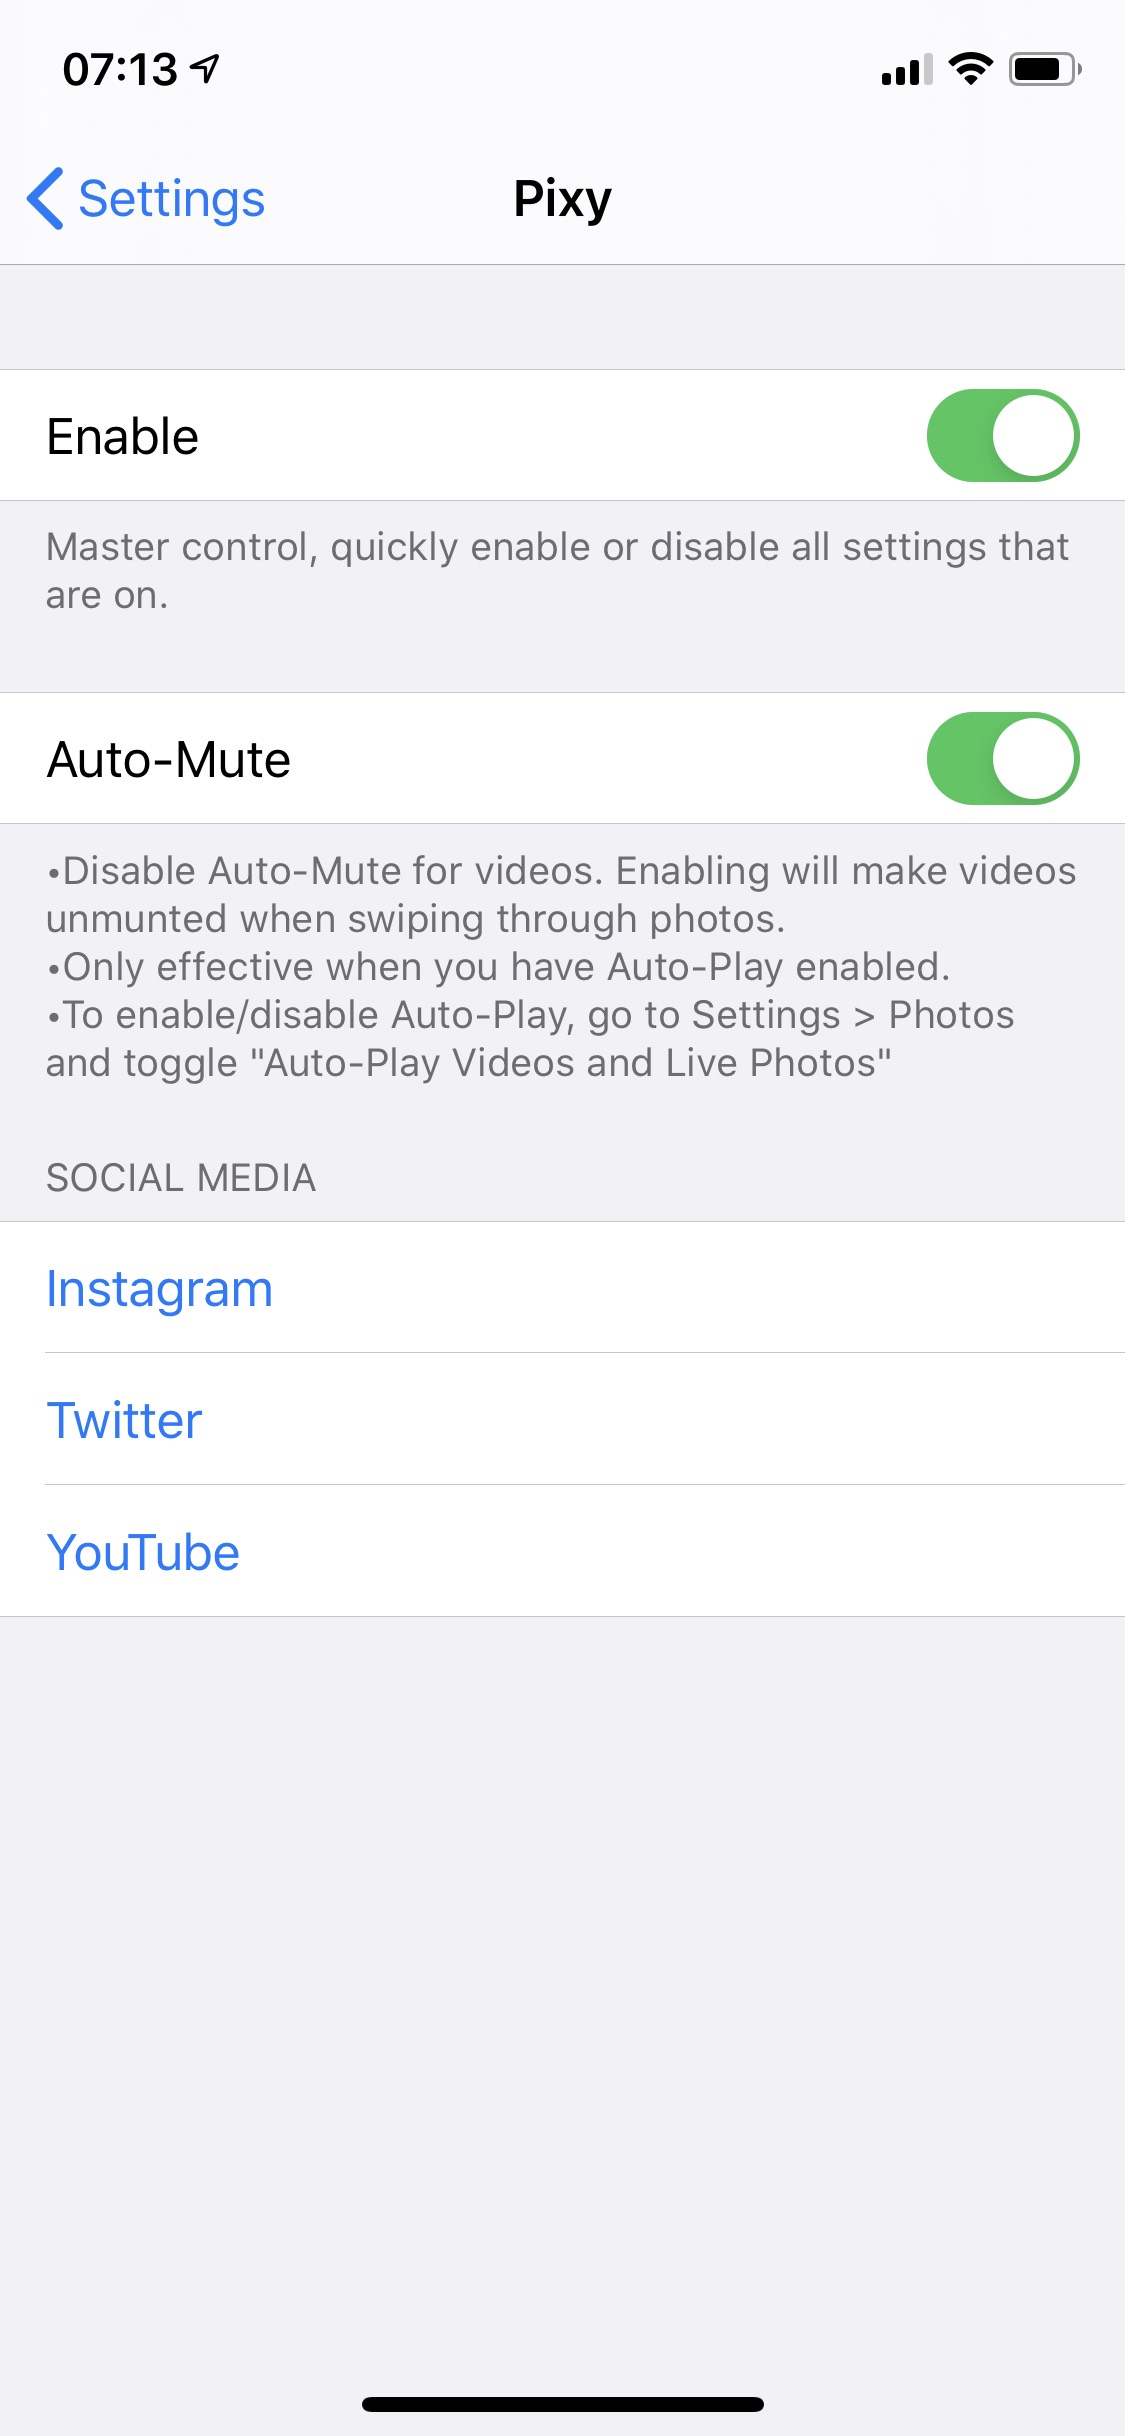 07:13
Settings
Pixy
Enable
Master control, quickly enable or disable all settings that
are on.
Auto-Mute
•Disable Auto-Mute for videos. Enabling will make videos
unmunted when swiping through photos.
•Only effective when you have Auto-Play enabled.
•To enable/disable Auto-Play, go to Settings > Photos
and toggle "Auto-Play Videos and Live Photos"
SOCIAL MEDIA
Instagram
Twitter
YouTube